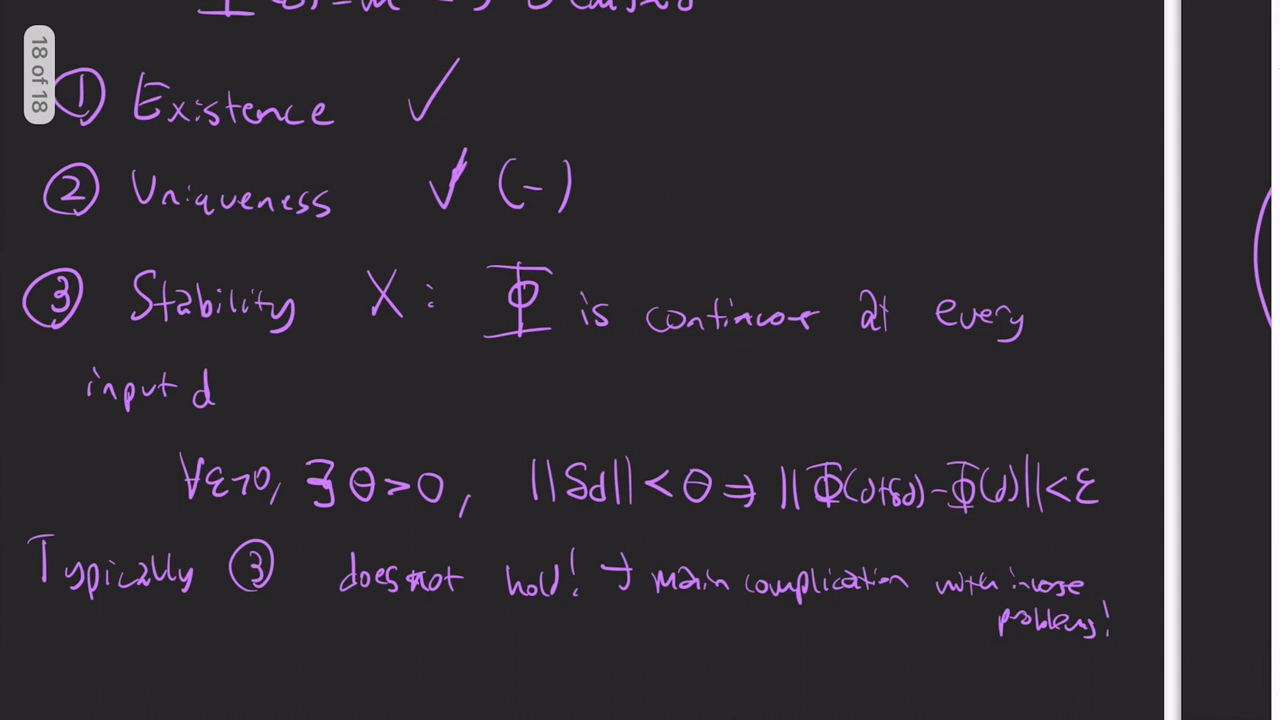 18 of 18
① Existence ✓
② Uniqueness ✓ (-)
③ Stability X : Φ is continuous at every
input d
∀ε>0, ∃ θ>0, ||δd|| < θ ⇒ ||Φ(d+δd)-Φ(d)||<ε
Typically ③ does not hold! → main complication with inverse
problems!